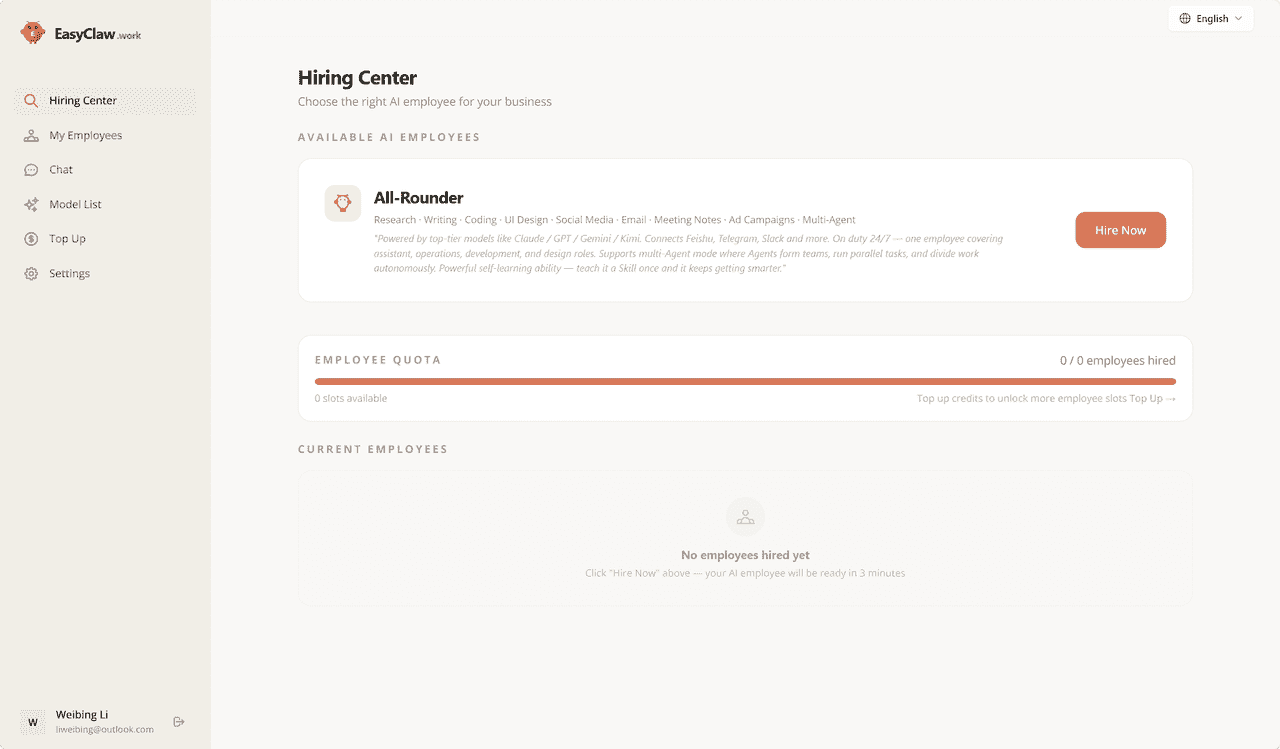 EasyClaw.work
English
Hiring Center
My Employees
Chat
Model List
Top Up
Settings
Hiring Center
Choose the right AI employee for your business
AVAILABLE AI EMPLOYEES
All-Rounder
Research · Writing · Coding · UI Design · Social Media · Email · Meeting Notes · Ad Campaigns · Multi-Agent
"Powered by top-tier models like Claude / GPT / Gemini / Kimi. Connects Feishu, Telegram, Slack and more. On duty 24/7 — one employee covering
assistant, operations, development, and design roles. Supports multi-Agent mode where Agents form teams, run parallel tasks, and divide work
autonomously. Powerful self-learning ability — teach it a Skill once and it keeps getting smarter."
Hire Now
EMPLOYEE QUOTA
0 / 0 employees hired
0 slots available
Top up credits to unlock more employee slots Top Up →
CURRENT EMPLOYEES
No employees hired yet
Click "Hire Now" above — your AI employee will be ready in 3 minutes
W
Weibing Li
liweibing@outlook.com